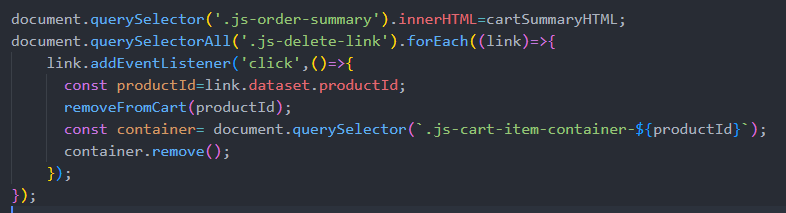 document.querySelector('.js-order-summary').innerHTML=cartSummaryHTML;
document.querySelectorAll('.js-delete-link').forEach((link)=>{
    link.addEventListener('click',()=>{
      const productId=link.dataset.productId;
      removeFromCart(productId);
      const container= document.querySelector(`.js-cart-item-container-${productId}`);
      container.remove();
    });
});